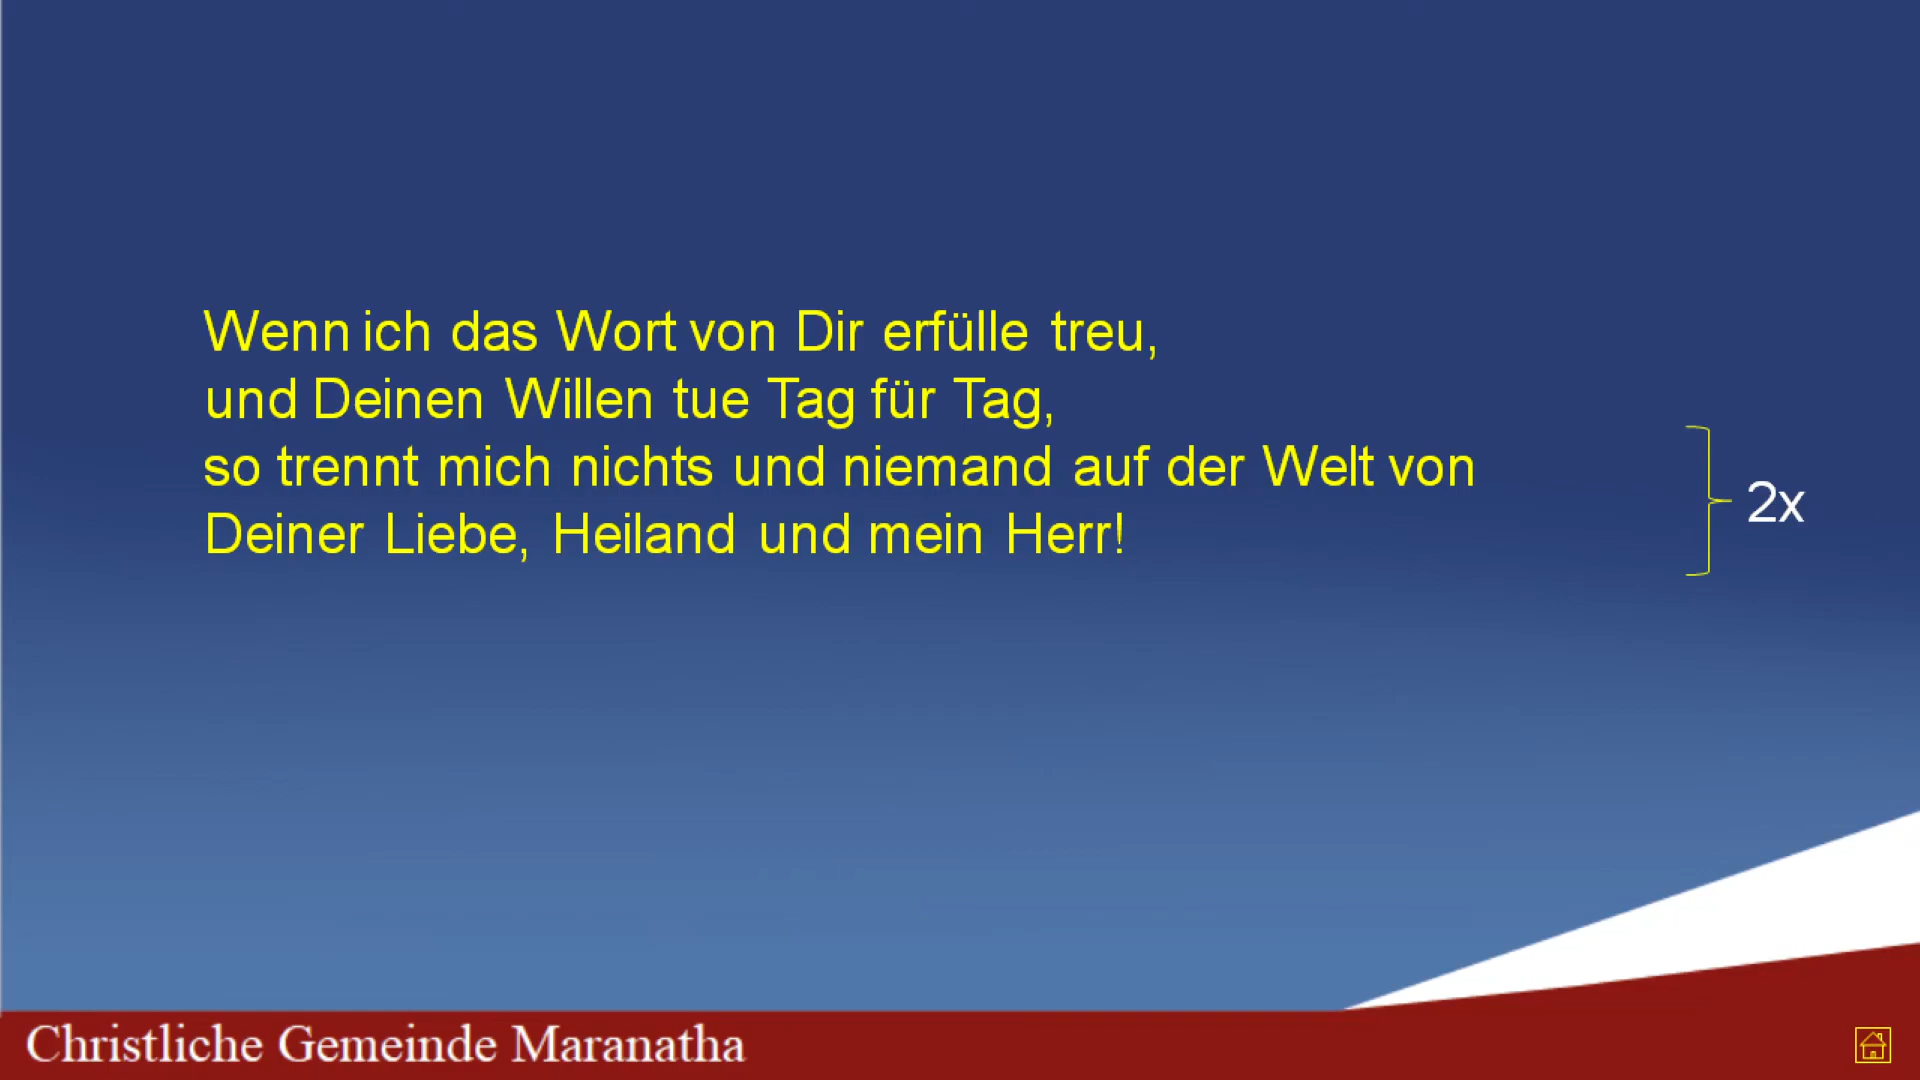 Wenn ich das Wort von Dir erfülle treu,
und Deinen Willen tue Tag für Tag,
so trennt mich nichts und niemand auf der Welt von
Deiner Liebe, Heiland und mein Herr!
2x
Christliche Gemeinde Maranatha